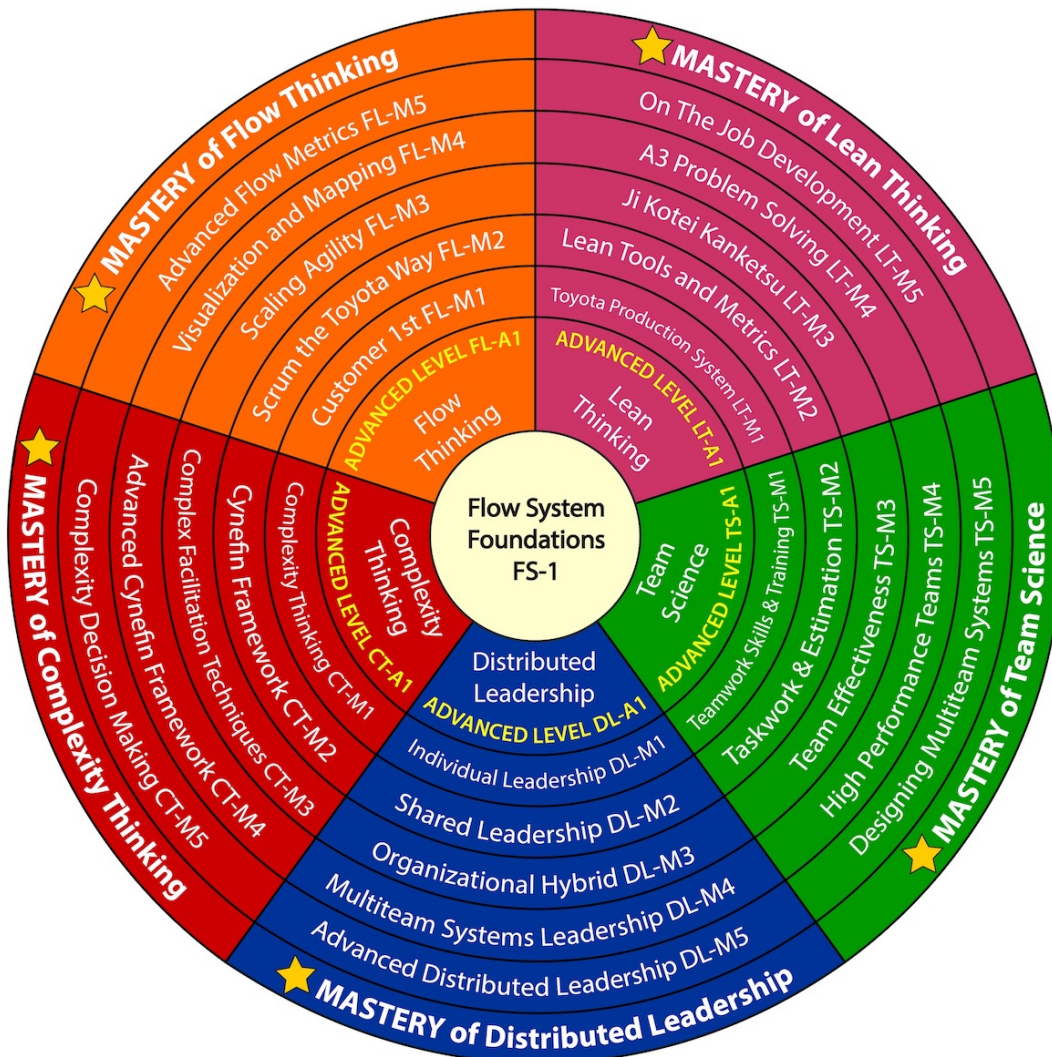 Flow System
Foundations
FS-1
MASTERY of Flow Thinking
Advanced Flow Metrics FL-M5
Visualization and Mapping FL-M4
Scaling Agility FL-M3
Scrum the Toyota Way FL-M2
Customer 1st FL-M1
ADVANCED LEVEL FL-A1
Flow
Thinking
MASTERY of Lean Thinking
On The Job Development LT-M5
A3 Problem Solving LT-M4
Ji Kotei Kanketsu LT-M3
Lean Tools and Metrics LT-M2
Toyota Production System LT-M1
ADVANCED LEVEL LT-A1
Lean
Thinking
Team
Science
ADVANCED LEVEL TS-A1
Teamwork Skills & Training TS-M1
Taskwork & Estimation TS-M2
Team Effectiveness TS-M3
High Performance Teams TS-M4
Designing Multiteam Systems TS-M5
MASTERY of Team Science
Distributed
Leadership
ADVANCED LEVEL DL-A1
Individual Leadership DL-M1
Shared Leadership DL-M2
Organizational Hybrid DL-M3
Multiteam Systems Leadership DL-M4
Advanced Distributed Leadership DL-M5
MASTERY of Distributed Leadership
Complexity
Thinking
ADVANCED LEVEL CT-A1
Complexity Thinking CT-M1
Cynefin Framework CT-M2
Complex Facilitation Techniques CT-M3
Advanced Cynefin Framework CT-M4
Complexity Decision Making CT-M5
MASTERY of Complexity Thinking